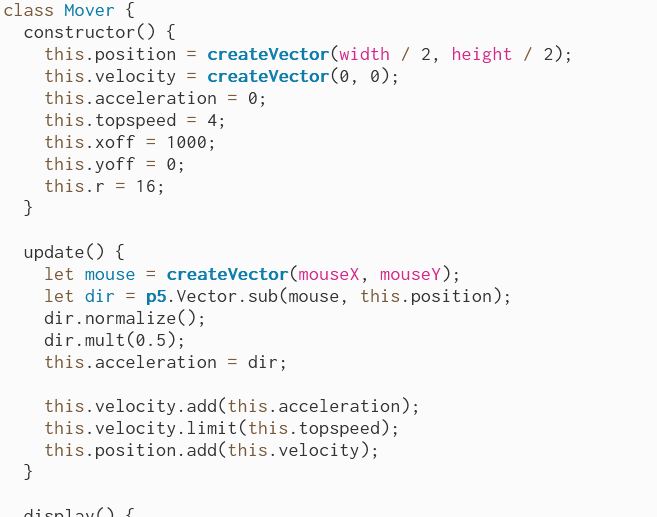 class Mover {
  constructor() {
    this.position = createVector(width / 2, height / 2);
    this.velocity = createVector(0, 0);
    this.acceleration = 0;
    this.topspeed = 4;
    this.xoff = 1000;
    this.yoff = 0;
    this.r = 16;
  }

  update() {
    let mouse = createVector(mouseX, mouseY);
    let dir = p5.Vector.sub(mouse, this.position);
    dir.normalize();
    dir.mult(0.5);
    this.acceleration = dir;

    this.velocity.add(this.acceleration);
    this.velocity.limit(this.topspeed);
    this.position.add(this.velocity);
  }

  display() {